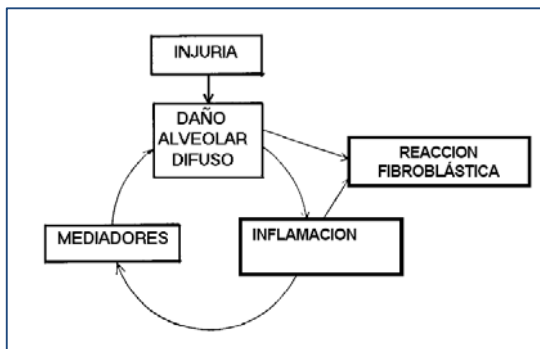 INJURIA
DAÑO
ALVEOLAR
DIFUSO
REACCION
FIBROBLÁSTICA
MEDIADORES
INFLAMACION